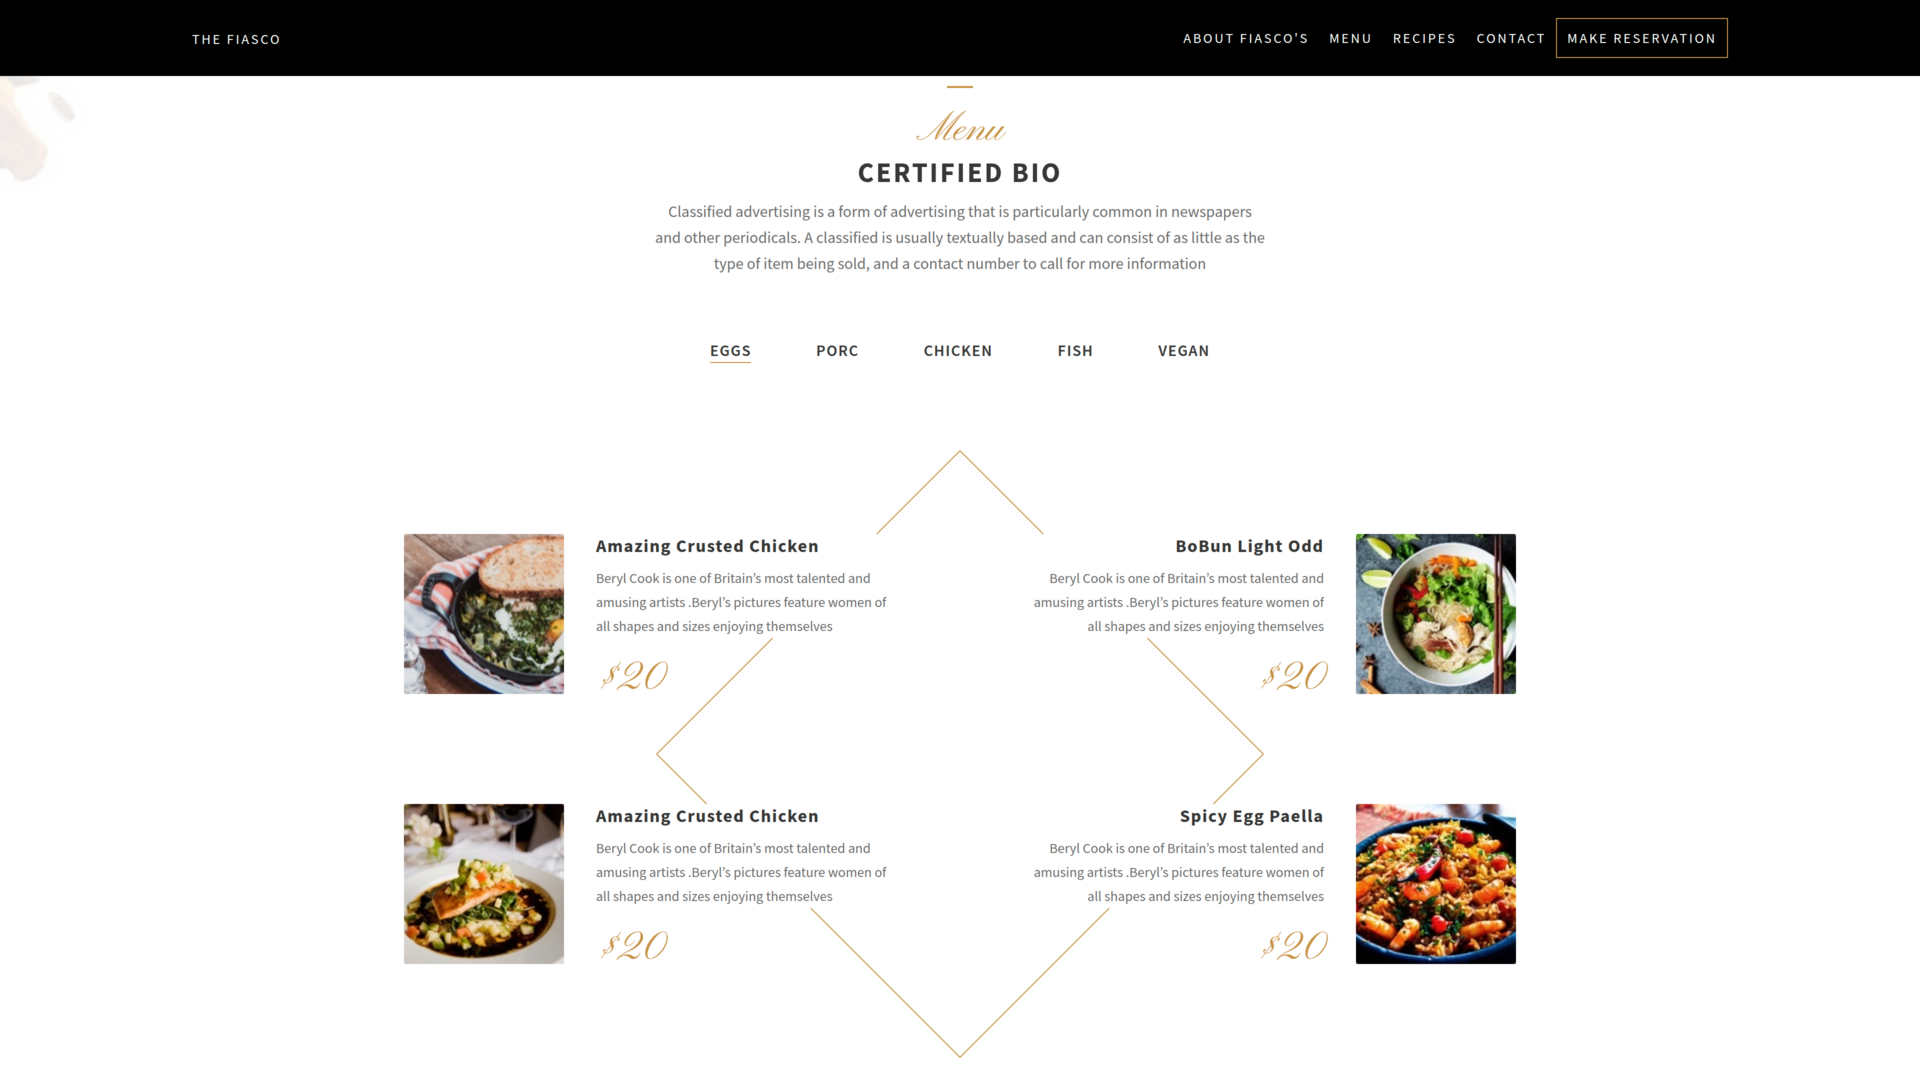 THE FIASCO
ABOUT FIASCO'S MENU RECIPES CONTACT MAKE RESERVATION
Menu
CERTIFIED BIO
Classified advertising is a form of advertising that is particularly common in newspapers
and other periodicals. A classified is usually textually based and can consist of as little as the
type of item being sold, and a contact number to call for more information
EGGS PORC CHICKEN FISH VEGAN
Amazing Crusted Chicken
Beryl Cook is one of Britain’s most talented and
amusing artists .Beryl’s pictures feature women of
all shapes and sizes enjoying themselves
$20
BoBun Light Odd
Beryl Cook is one of Britain’s most talented and
amusing artists .Beryl’s pictures feature women of
all shapes and sizes enjoying themselves
$20
Amazing Crusted Chicken
Beryl Cook is one of Britain’s most talented and
amusing artists .Beryl’s pictures feature women of
all shapes and sizes enjoying themselves
$20
Spicy Egg Paella
Beryl Cook is one of Britain’s most talented and
amusing artists .Beryl’s pictures feature women of
all shapes and sizes enjoying themselves
$20